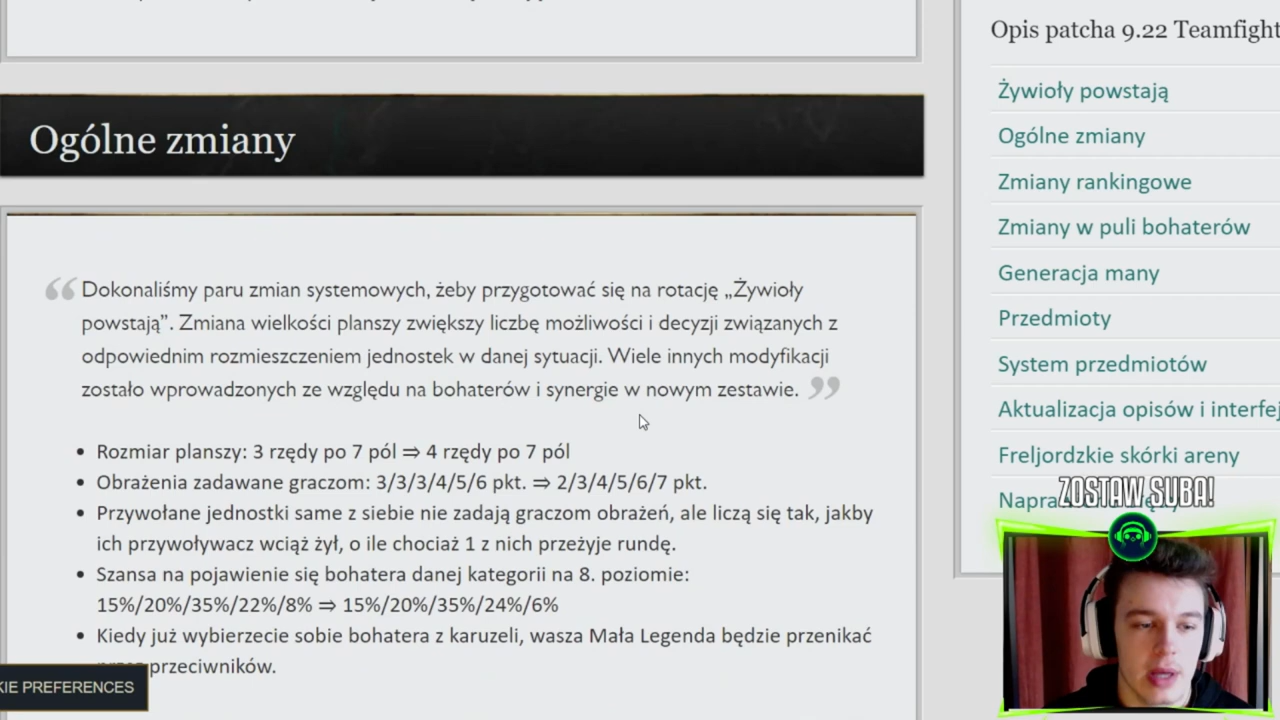 Ogólne zmiany
Dokonaliśmy paru zmian systemowych, żeby przygotować się na rotację „Żywioły
powstają”. Zmiana wielkości planszy zwiększy liczbę możliwości i decyzji związanych z
odpowiednim rozmieszczeniem jednostek w danej sytuacji. Wiele innych modyfikacji
zostało wprowadzonych ze względu na bohaterów i synergie w nowym zestawie.
• Rozmiar planszy: 3 rzędy po 7 pól ⇒ 4 rzędy po 7 pól
• Obrażenia zadawane graczom: 3/3/3/4/5/6 pkt. ⇒ 2/3/4/5/6/7 pkt.
• Przywołane jednostki same z siebie nie zadają graczom obrażeń, ale liczą się tak, jakby
ich przywoływacz wciąż żył, o ile chociaż 1 z nich przeżyje rundę.
• Szansa na pojawienie się bohatera danej kategorii na 8. poziomie:
15%/20%/35%/22%/8% ⇒ 15%/20%/35%/24%/6%
• Kiedy już wybierzecie sobie bohatera z karuzeli, wasza Mała Legenda będzie przenikać
przeciwników.
KIE PREFERENCES
Opis patcha 9.22 Teamfight
Żywioły powstają
Ogólne zmiany
Zmiany rankingowe
Zmiany w puli bohaterów
Generacja many
Przedmioty
System przedmiotów
Aktualizacja opisów i interfej
Freljordzkie skórki areny
ZOSTAW SUBA!